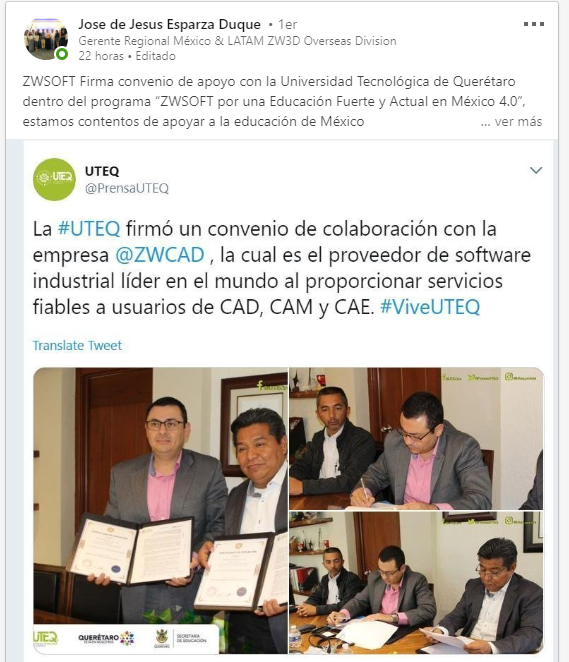 Jose de Jesus Esparza Duque • 1er
Gerente Regional México & LATAM ZW3D Overseas Division
22 horas • Editado
ZWSOFT Firma convenio de apoyo con la Universidad Tecnológica de Querétaro
dentro del programa “ZWSOFT por una Educación Fuerte y Actual en México 4.0”,
estamos contentos de apoyar a la educación de México
... ver más
UTEQ
UTEQ
@PrensaUTEQ
La #UTEQ firmó un convenio de colaboración con la
empresa @ZWCAD , la cual es el proveedor de software
industrial líder en el mundo al proporcionar servicios
fiables a usuarios de CAD, CAM y CAE. #ViveUTEQ
Translate Tweet
UTEQ
QUERÉTARO
QUERÉTARO
SECRETARÍA
DE EDUCACIÓN